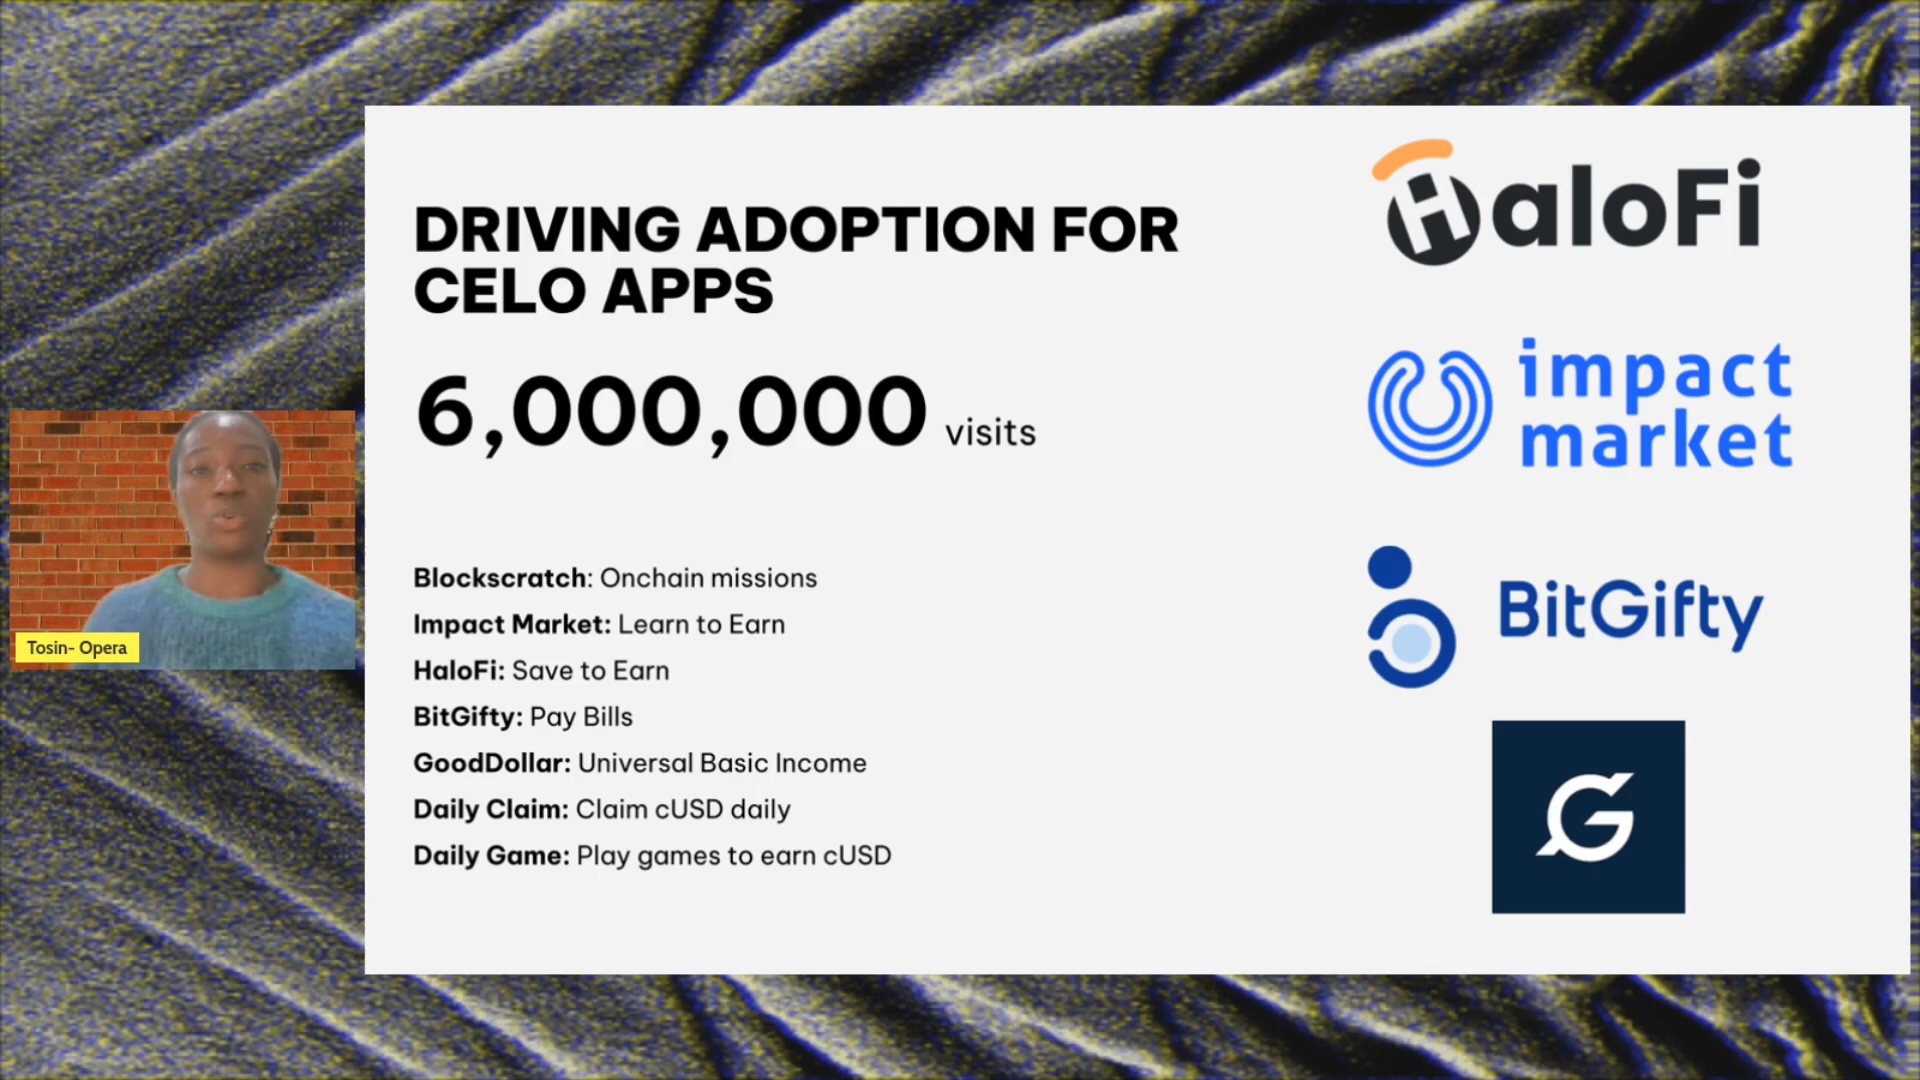 DRIVING ADOPTION FOR
CELO APPS
6,000,000 visits
Blockscratch: Onchain missions
Impact Market: Learn to Earn
HaloFi: Save to Earn
BitGifty: Pay Bills
GoodDollar: Universal Basic Income
Daily Claim: Claim cUSD daily
Daily Game: Play games to earn cUSD
HaloFi
impact
market
BitGifty
G
Tosin- Opera